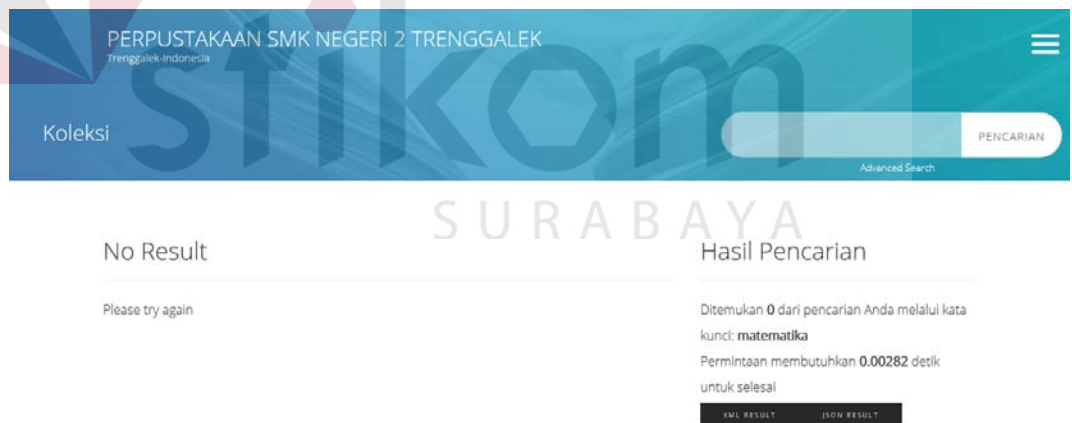 PERPUSTAKAAN SMK NEGERI 2 TRENGGALEK
Trenggalek-Indonesia
Koleksi
PENCARIAN
Advanced Search
stikom
SURABAYA
No Result
Please try again
Hasil Pencarian
Ditemukan 0 dari pencarian Anda melalui kata
kunci: matematika
Permintaan membutuhkan 0.00282 detik
untuk selesai
XML RESULT JSON RESULT